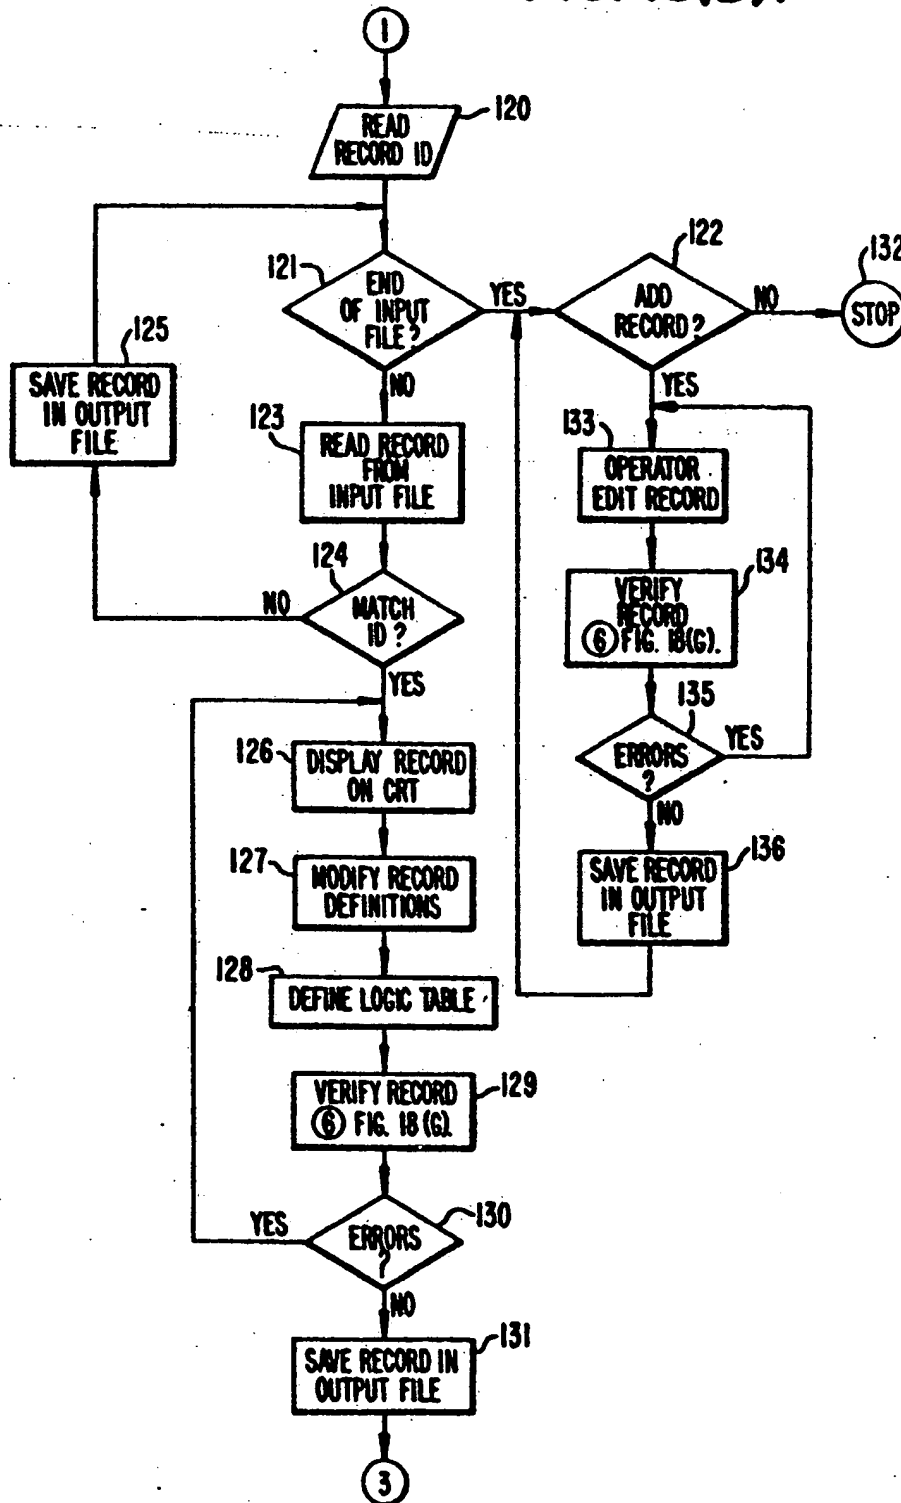 1
120
READ
RECORD ID
121
END
OF INPUT
FILE?
YES
NO
122
ADD
RECORD?
NO
YES
132
STOP
125
SAVE RECORD
IN OUTPUT
FILE
123
READ RECORD
FROM
INPUT FILE
124
MATCH
ID?
NO
YES
133
OPERATOR
EDIT RECORD
134
VERIFY
RECORD
6 FIG. 18(G).
135
ERRORS
?
YES
NO
136
SAVE RECORD
IN OUTPUT
FILE
126
DISPLAY RECORD
ON CRT
127
MODIFY RECORD
DEFINITIONS
128
DEFINE LOGIC TABLE
129
VERIFY RECORD
6 FIG. 18(G).
130
ERRORS
?
YES
NO
131
SAVE RECORD IN
OUTPUT FILE
3